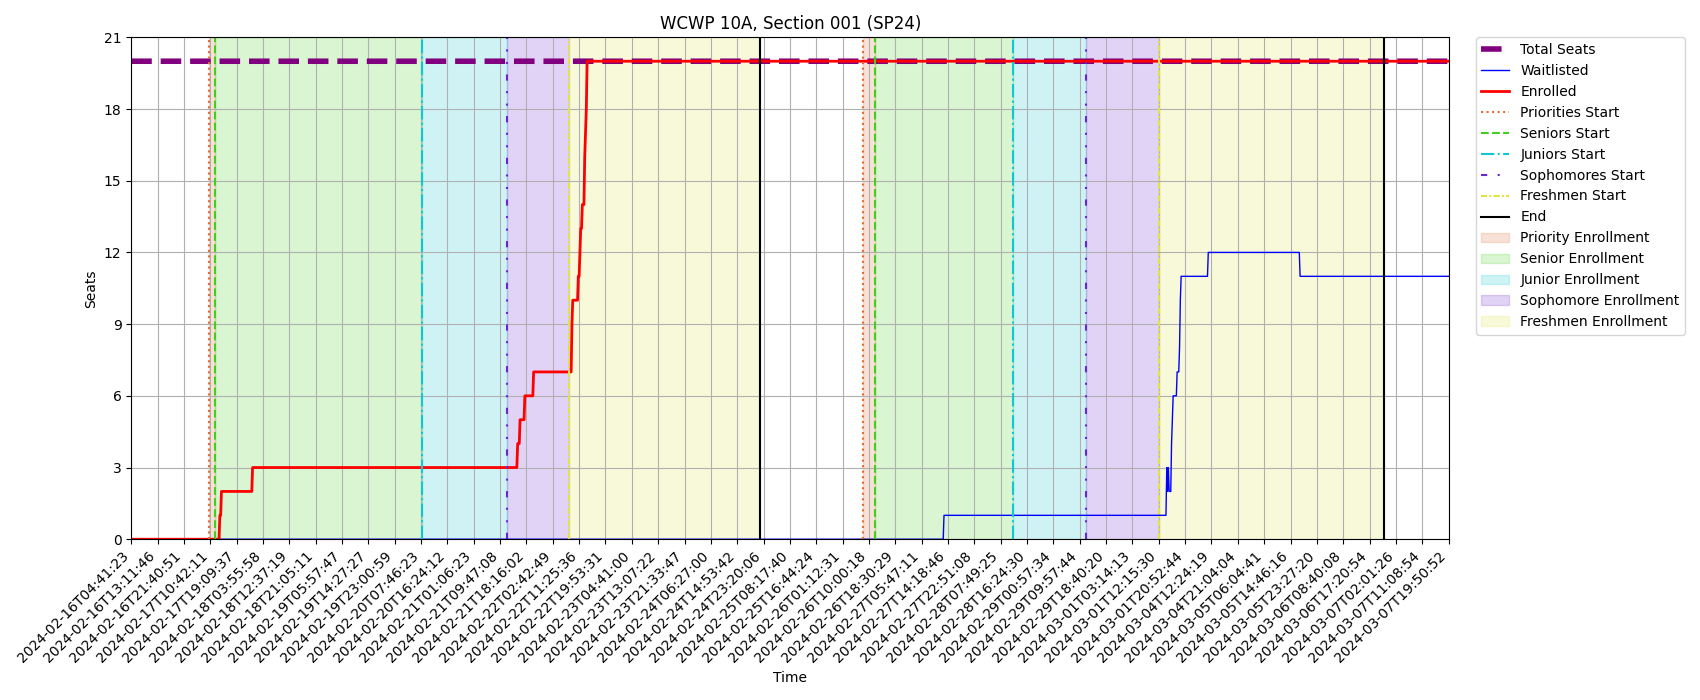 WCWP 10A, Section 001 (SP24)
Seats
21
18
15
12
9
6
3
0
2024-02-16T04:41:23
2024-02-16T13:11:46
2024-02-16T21:40:51
2024-02-17T10:42:11
2024-02-17T19:09:37
2024-02-18T03:55:58
2024-02-18T12:37:19
2024-02-18T21:05:11
2024-02-19T05:57:47
2024-02-19T14:27:27
2024-02-19T23:00:59
2024-02-20T07:46:23
2024-02-20T16:24:12
2024-02-21T01:06:23
2024-02-21T09:47:08
2024-02-21T18:16:02
2024-02-22T02:42:49
2024-02-22T11:25:36
2024-02-22T19:53:31
2024-02-23T04:41:00
2024-02-23T13:07:22
2024-02-23T21:33:47
2024-02-24T06:27:00
2024-02-24T14:53:42
2024-02-24T23:20:06
2024-02-25T08:17:40
2024-02-25T16:44:24
2024-02-26T01:12:31
2024-02-26T10:00:18
2024-02-26T18:30:29
2024-02-27T05:47:11
2024-02-27T14:18:46
2024-02-27T22:51:08
2024-02-28T07:49:25
2024-02-28T16:24:30
2024-02-29T00:57:34
2024-02-29T09:57:44
2024-02-29T18:40:20
2024-03-01T03:14:13
2024-03-01T12:15:30
2024-03-01T20:52:44
2024-03-04T12:24:19
2024-03-04T21:04:04
2024-03-05T06:04:41
2024-03-05T14:46:16
2024-03-05T23:27:20
2024-03-06T08:40:08
2024-03-06T17:20:54
2024-03-07T02:01:26
2024-03-07T11:08:54
2024-03-07T19:50:52
Time
Total Seats
Waitlisted
Enrolled
Priorities Start
Seniors Start
Juniors Start
Sophomores Start
Freshmen Start
End
Priority Enrollment
Senior Enrollment
Junior Enrollment
Sophomore Enrollment
Freshmen Enrollment